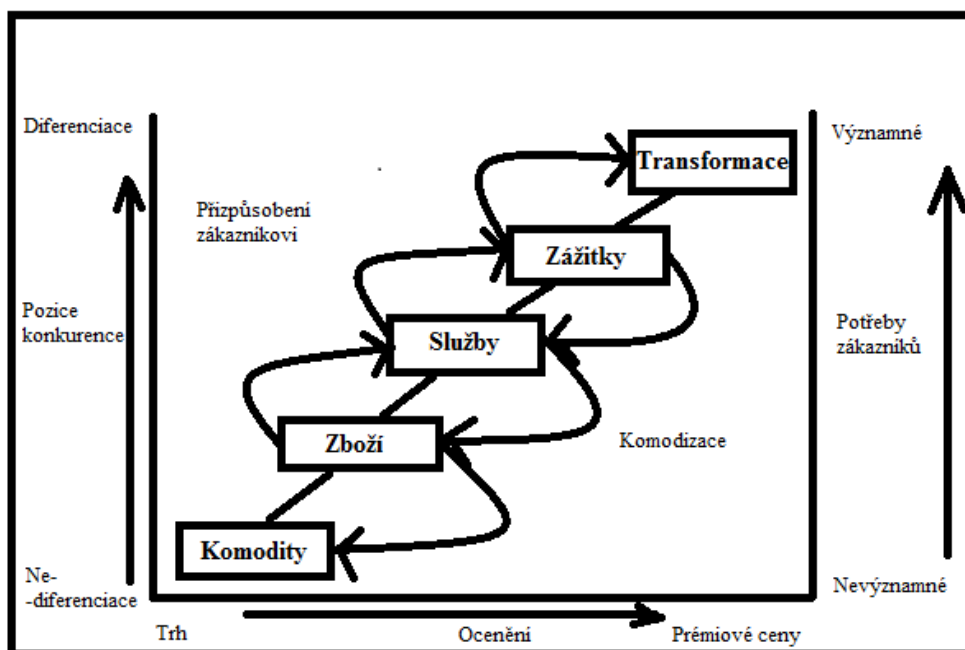 Diferenciace
Významné
Transformace
Přizpůsobení
zákazníkovi
Zážitky
Pozice
konkurence
Služby
Potřeby
zákazníků
Zboží
Komodizace
Komodity
Ne-
-diferenciace
Nevýznamné
Trh
Ocenění
Prémiové ceny